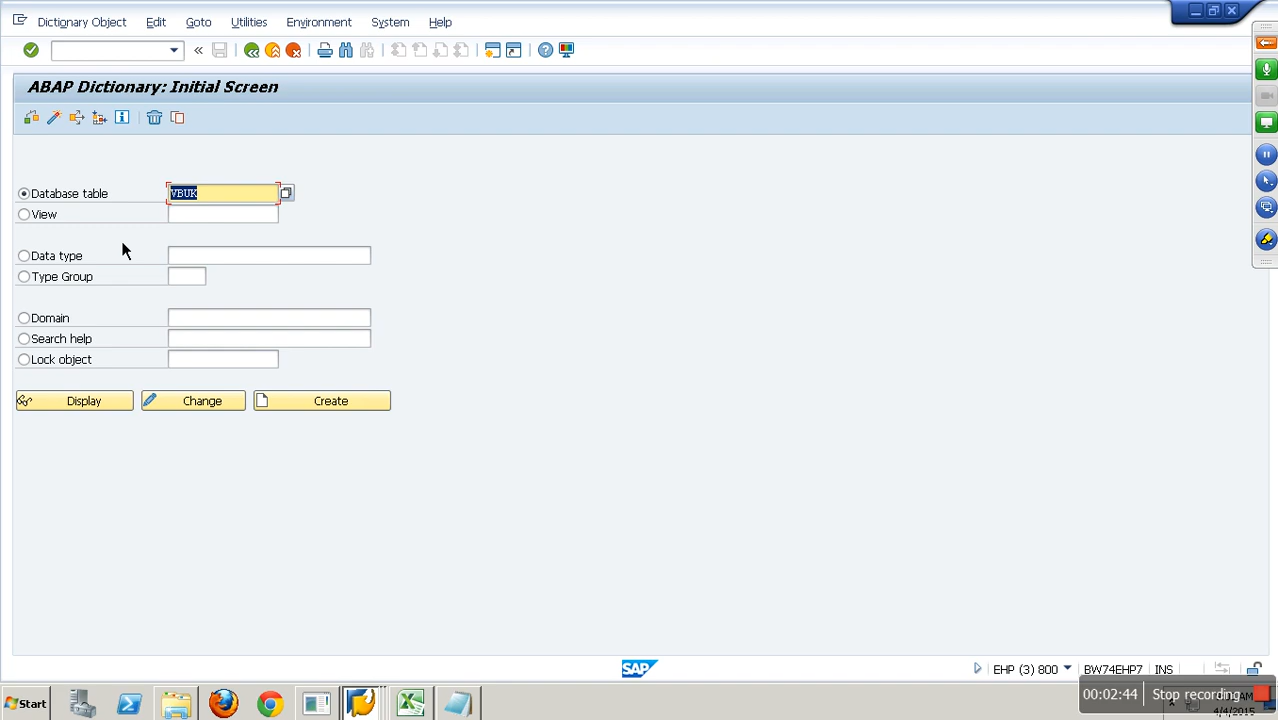 Dictionary Object Edit Goto Utilities Environment System Help
ABAP Dictionary: Initial Screen
Database table VBUK
View
Data type
Type Group
Domain
Search help
Lock object
Display Change Create
SAP
EHP (3) 800 BW74EHP7 INS
Start
00:02:44 Stop recording
4/4/2015